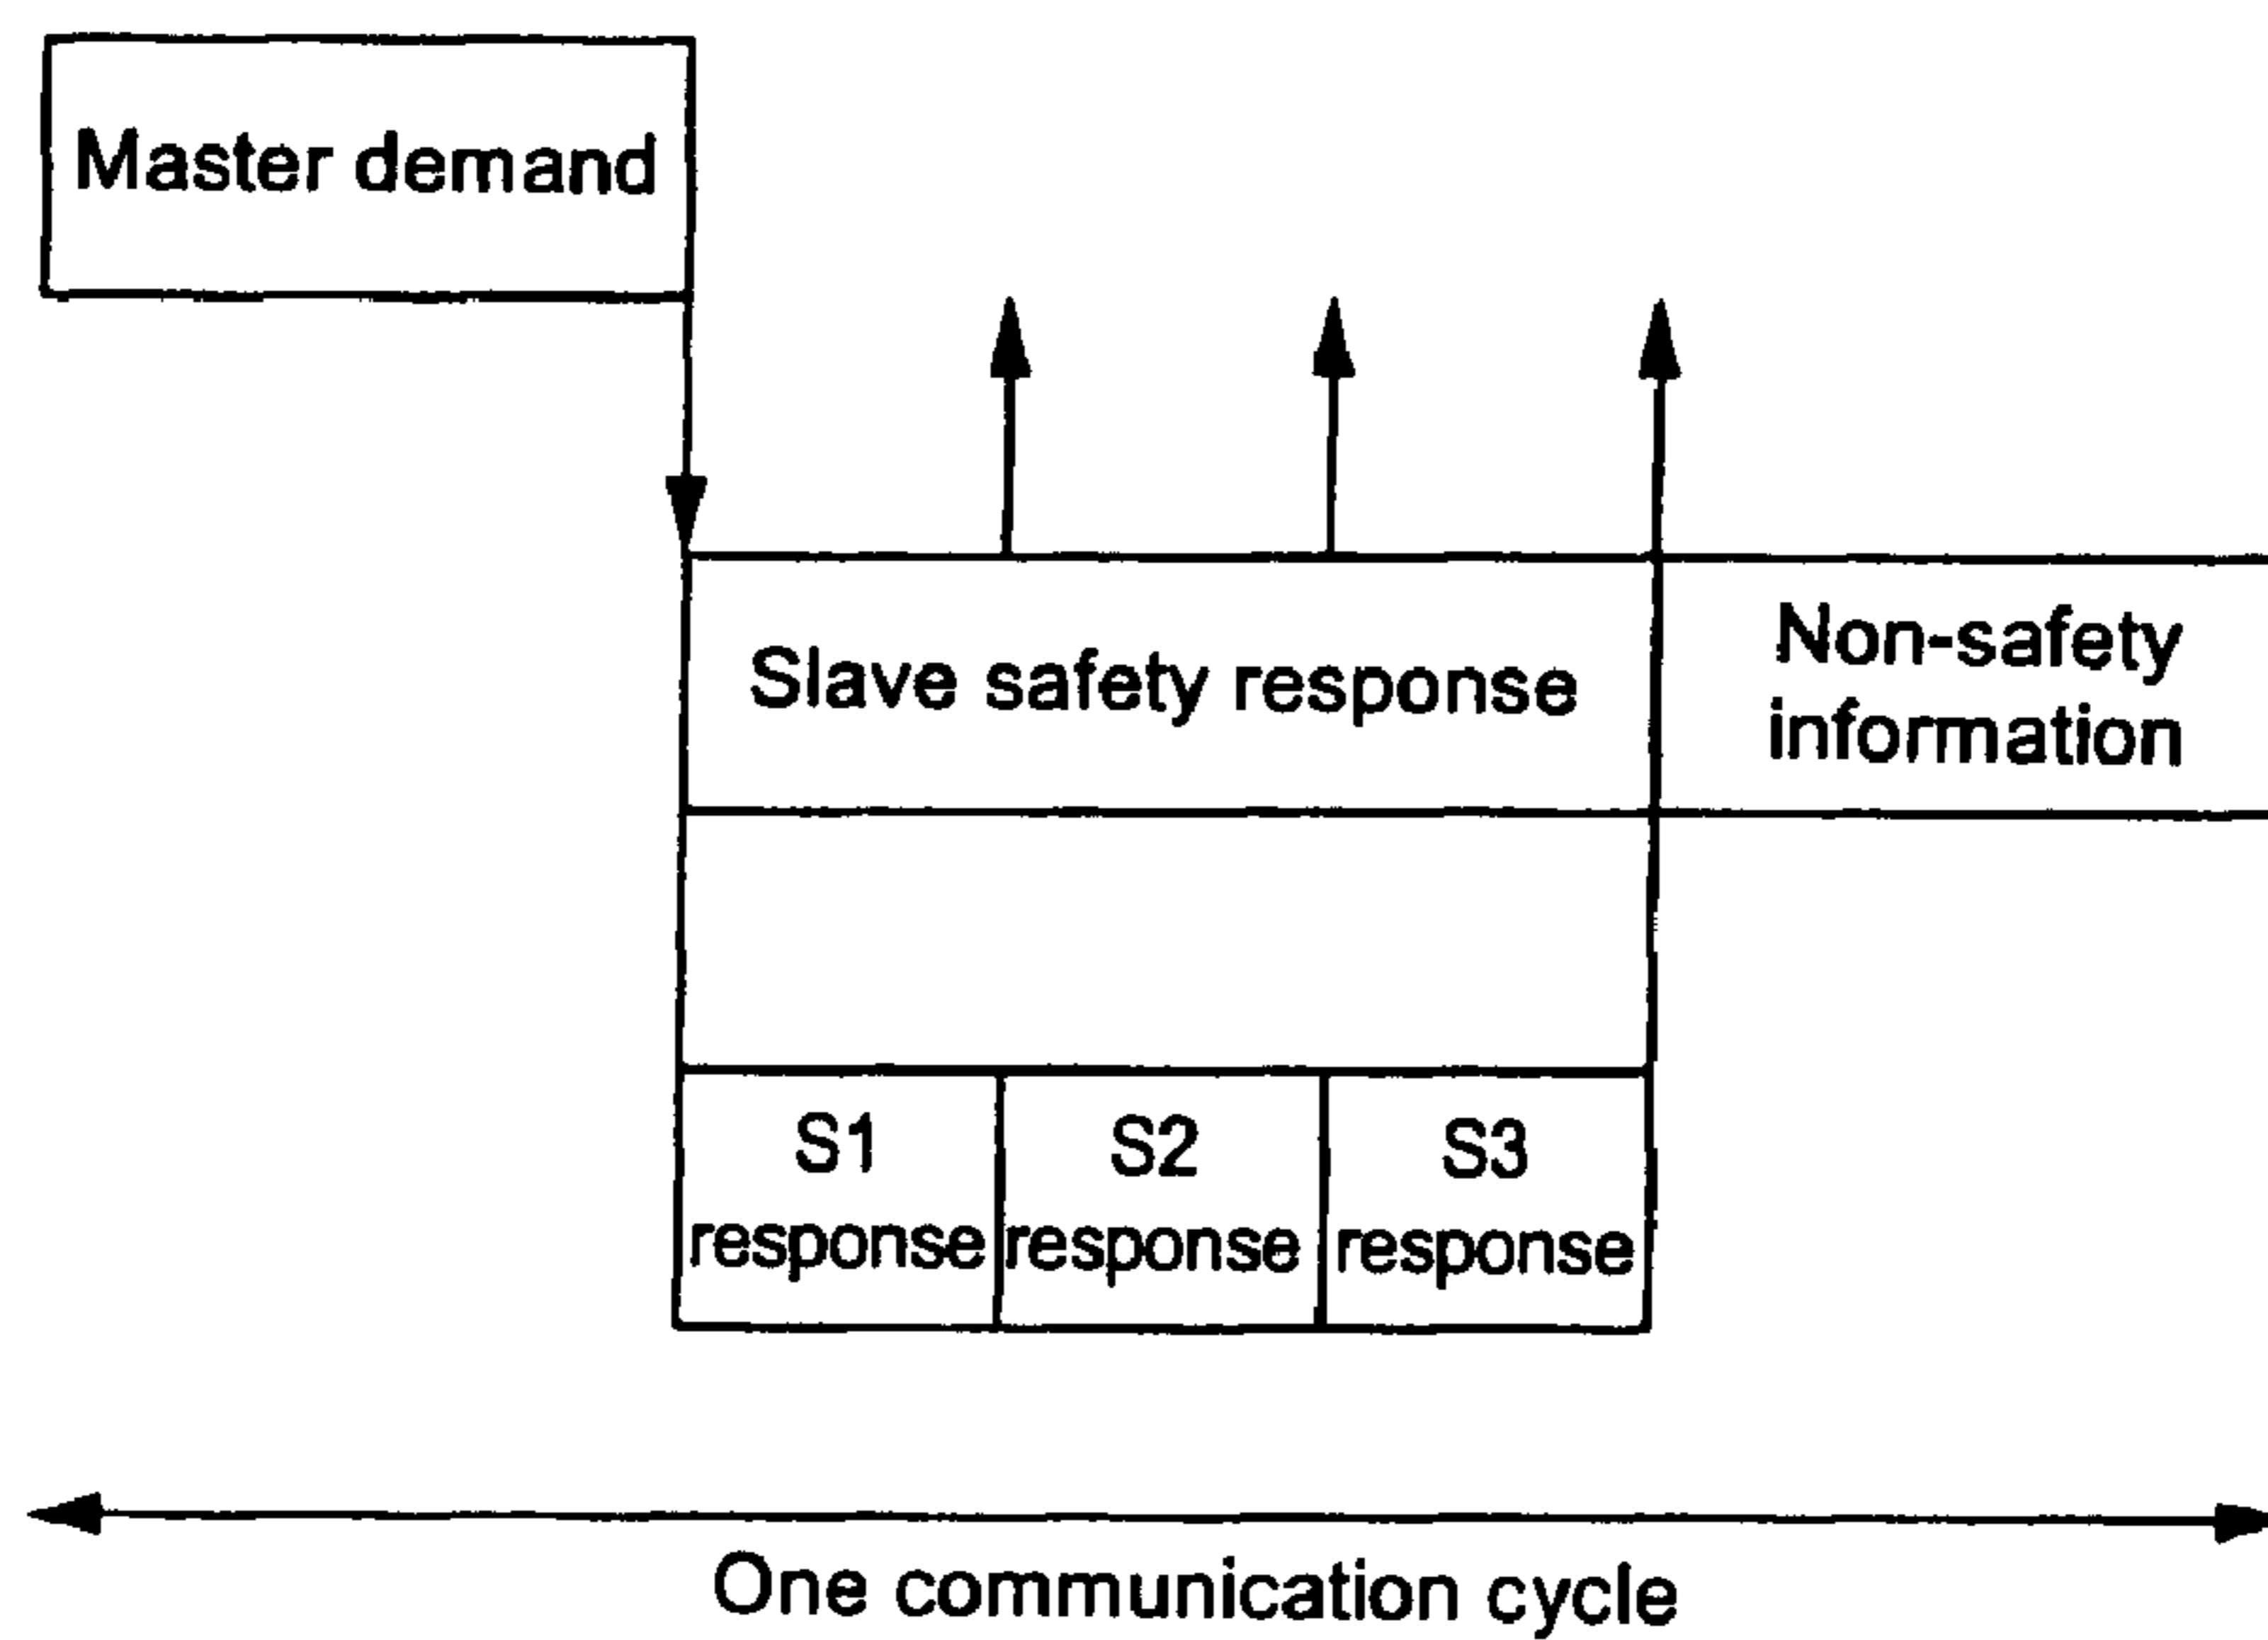 Master demand
Slave safety response
Non-safety
information
S1
response
S2
response
S3
response
One communication cycle